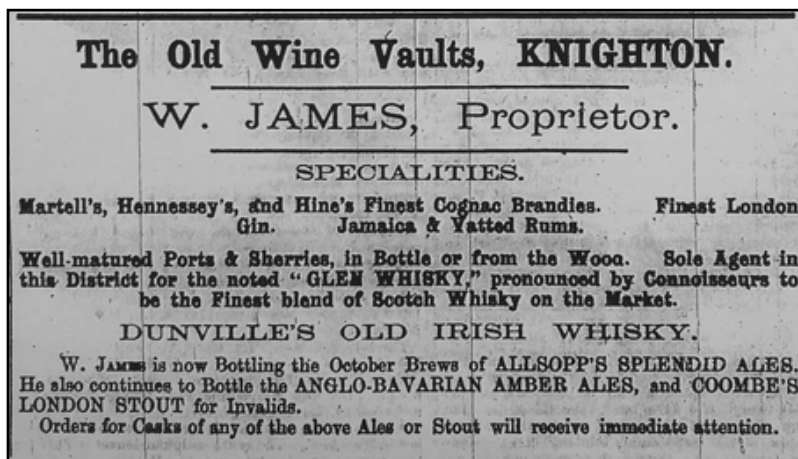 The Old Wine Vaults, KNIGHTON.
W. JAMES, Proprietor.
SPECIALITIES.
Martell's, Hennessey's, and Hine's Finest Cognac Brandies. Finest London
Gin. Jamaica & Vatted Rums.
Well-matured Ports & Sherries, in Bottle or from the Wood. Sole Agent in
this District for the noted "GLEN WHISKY," pronounced by Connoisseurs to
be the Finest blend of Scotch Whisky on the Market.
DUNVILLE'S OLD IRISH WHISKY.
W. JAMES is now Bottling the October Brews of ALLSOPP'S SPLENDID ALES.
He also continues to Bottle the ANGLO-BAVARIAN AMBER ALES, and COOMBE'S
LONDON STOUT for Invalids.
Orders for Casks of any of the above Ales or Stout will receive immediate attention.